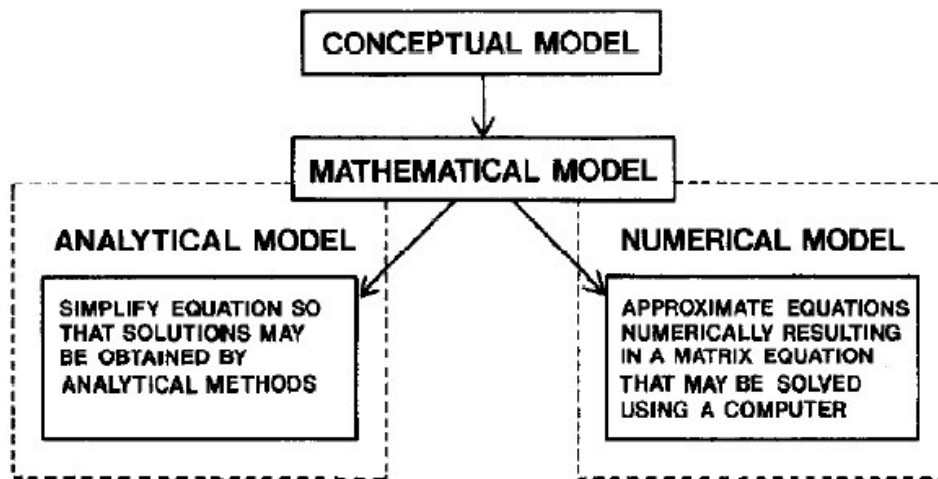 CONCEPTUAL MODEL
MATHEMATICAL MODEL
ANALYTICAL MODEL
SIMPLIFY EQUATION SO
THAT SOLUTIONS MAY
BE OBTAINED BY
ANALYTICAL METHODS
NUMERICAL MODEL
APPROXIMATE EQUATIONS
NUMERICALLY RESULTING
IN A MATRIX EQUATION
THAT MAY BE SOLVED
USING A COMPUTER